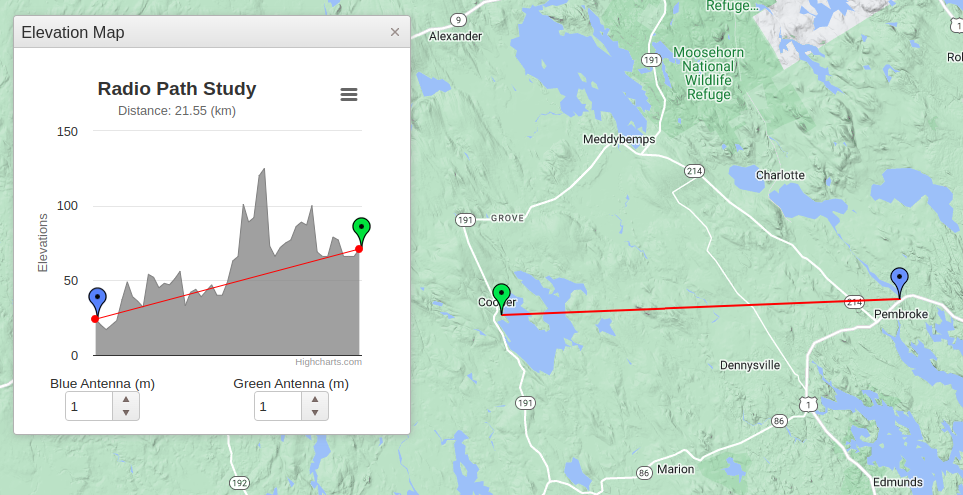 Elevation Map ×
Radio Path Study
Distance: 21.55 (km)
150
100
50
0
Elevations
Highcharts.com
Blue Antenna (m)
Green Antenna (m)
1
1
Refuge...
9
Alexander
1
191
Moosehorn
National
Wildlife
Refuge
Meddybemps
214
Charlotte
191
GROVE
214
Pembroke
Dennysville
191
1
86
86
Marion
192
Edmunds